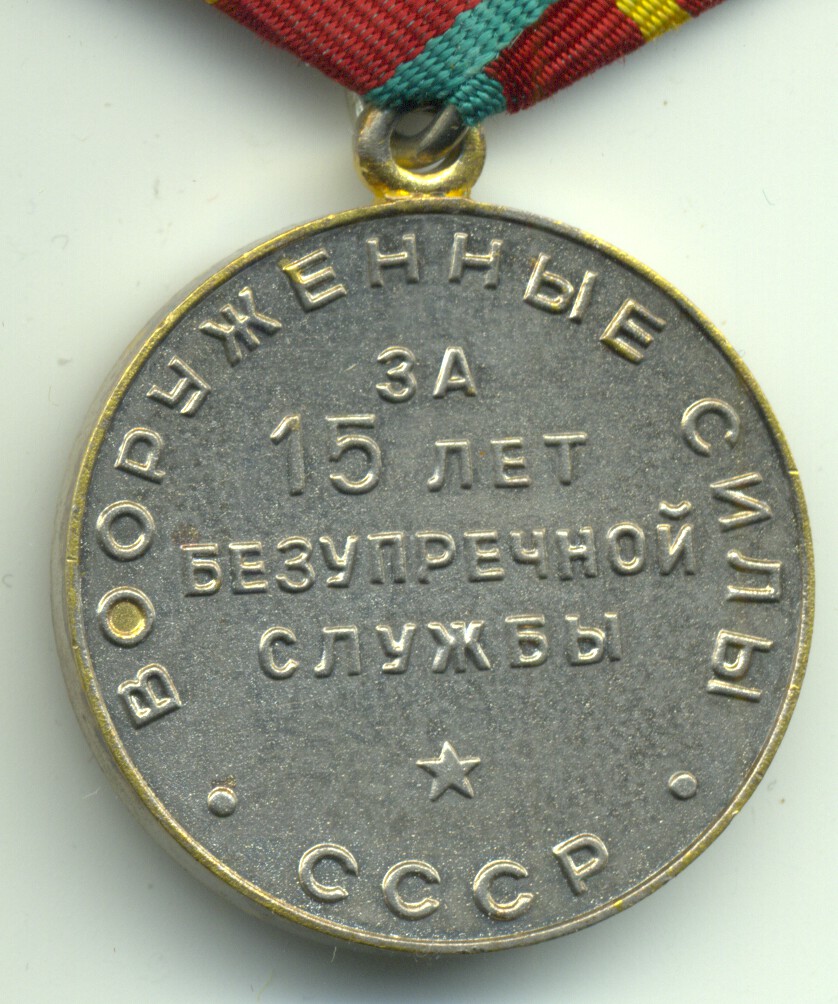 ВООРУЖЕННЫЕ СИЛЫ
ЗА
15 ЛЕТ
БЕЗУПРЕЧНОЙ
СЛУЖБЫ
СССР